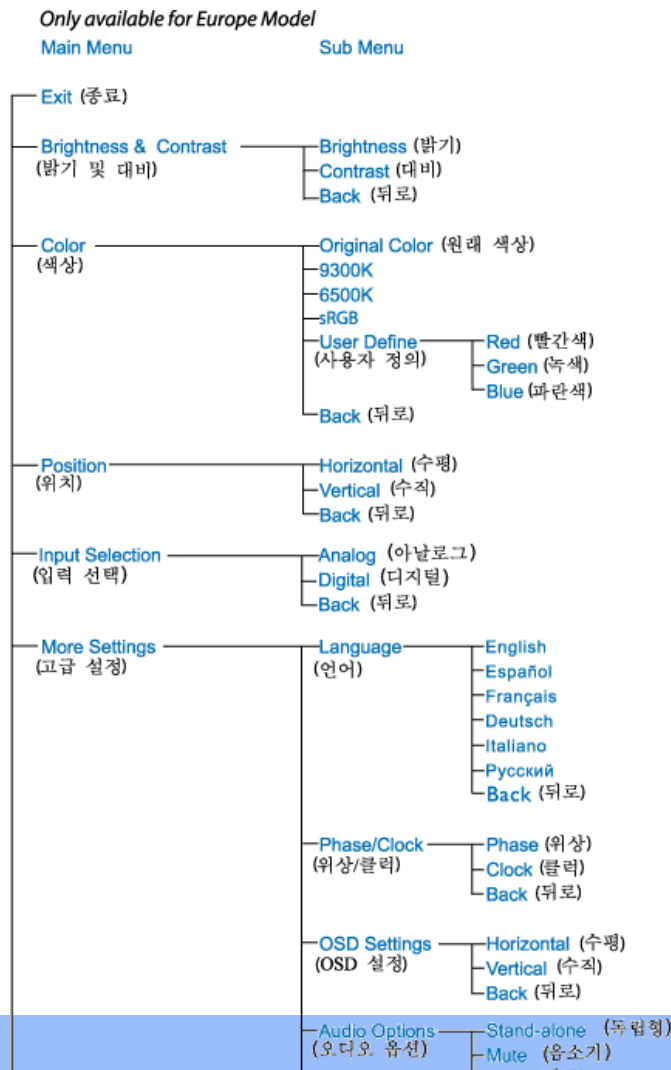 Only available for Europe Model
Main Menu Sub Menu
Exit (종료)
Brightness & Contrast Brightness (밝기)
(밝기 및 대비) Contrast (대비)
Back (뒤로)
Color Original Color (원래 색상)
(색상) 9300K
6500K
sRGB
User Define Red (빨간색)
(사용자 정의) Green (녹색)
Blue (파란색)
Back (뒤로)
Position Horizontal (수평)
(위치) Vertical (수직)
Back (뒤로)
Input Selection Analog (아날로그)
(입력 선택) Digital (디지털)
Back (뒤로)
More Settings Language English
(고급 설정) (언어) Español
Français
Deutsch
Italiano
Русский
Back (뒤로)
Phase/Clock Phase (위상)
(위상/클럭) Clock (클럭)
Back (뒤로)
OSD Settings Horizontal (수평)
(OSD 설정) Vertical (수직)
Back (뒤로)
Audio Options Stand-alone (독립형)
(오디오 옵션) Mute (음소기)